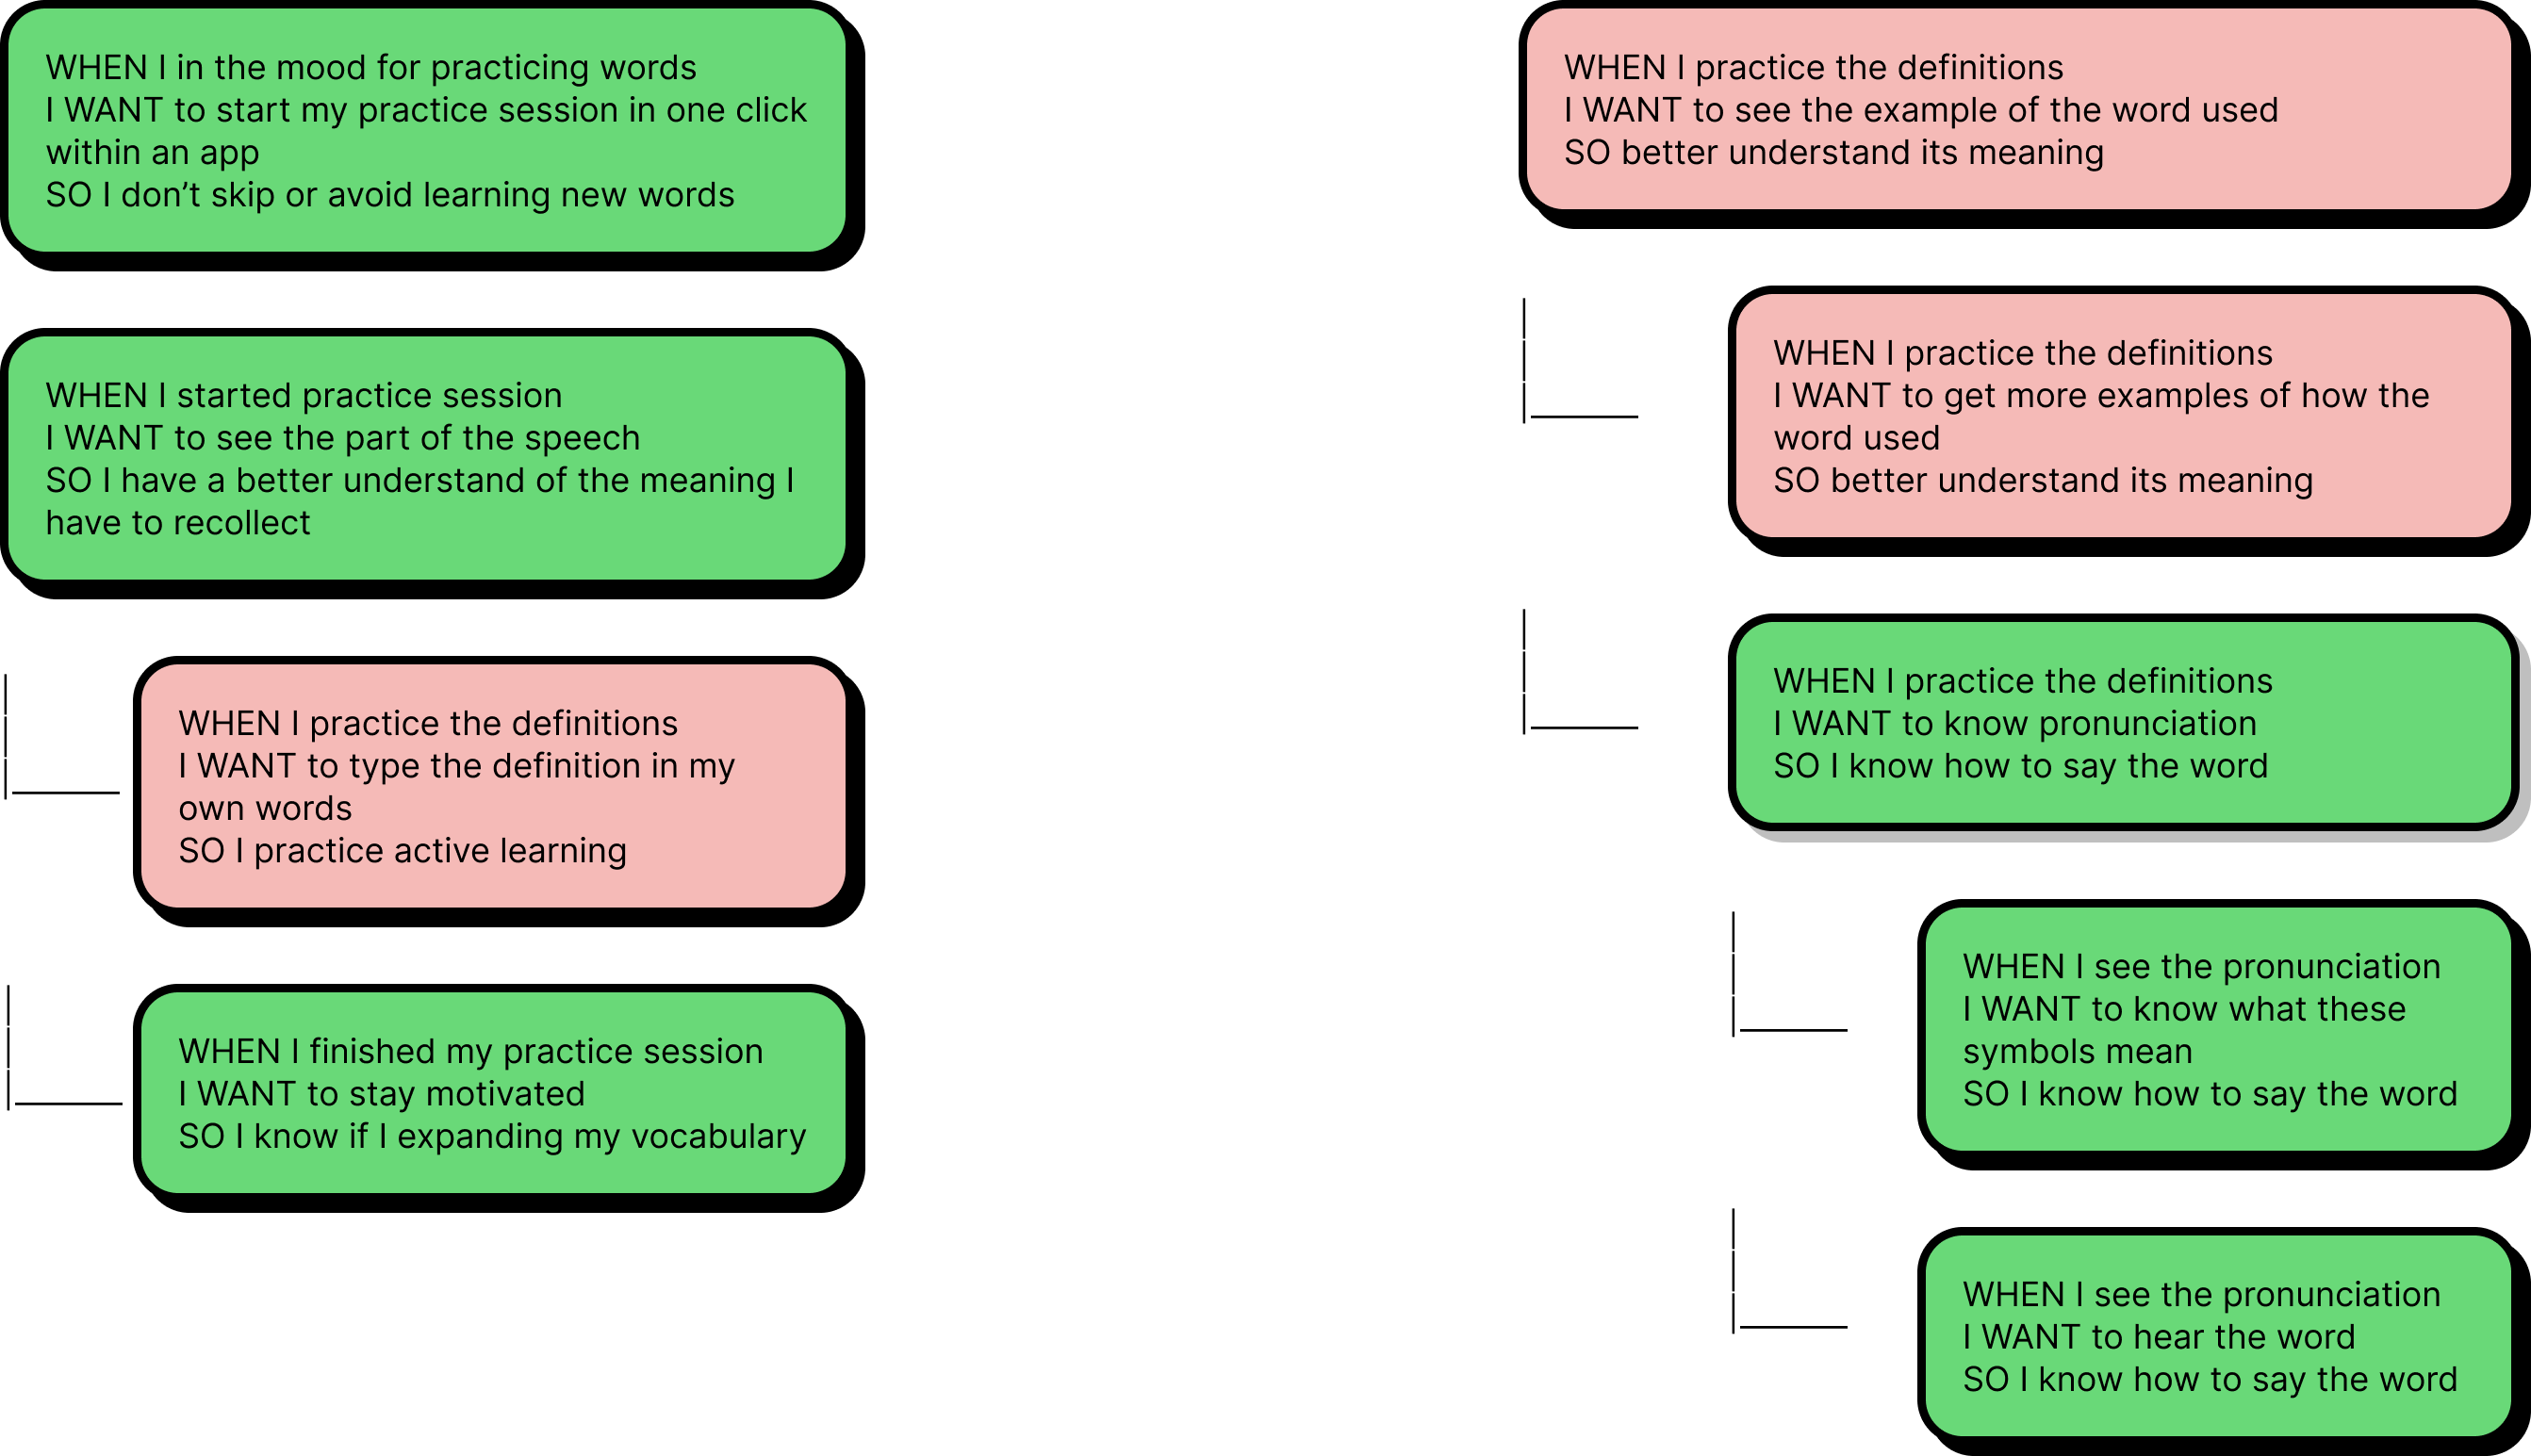 WHEN I in the mood for practicing words
I WANT to start my practice session in one click
within an app
SO I don’t skip or avoid learning new words
WHEN I started practice session
I WANT to see the part of the speech
SO I have a better understand of the meaning I
have to recollect
WHEN I practice the definitions
I WANT to type the definition in my
own words
SO I practice active learning
WHEN I finished my practice session
I WANT to stay motivated
SO I know if I expanding my vocabulary
WHEN I practice the definitions
I WANT to see the example of the word used
SO better understand its meaning
WHEN I practice the definitions
I WANT to get more examples of how the
word used
SO better understand its meaning
WHEN I practice the definitions
I WANT to know pronunciation
SO I know how to say the word
WHEN I see the pronunciation
I WANT to know what these
symbols mean
SO I know how to say the word
WHEN I see the pronunciation
I WANT to hear the word
SO I know how to say the word